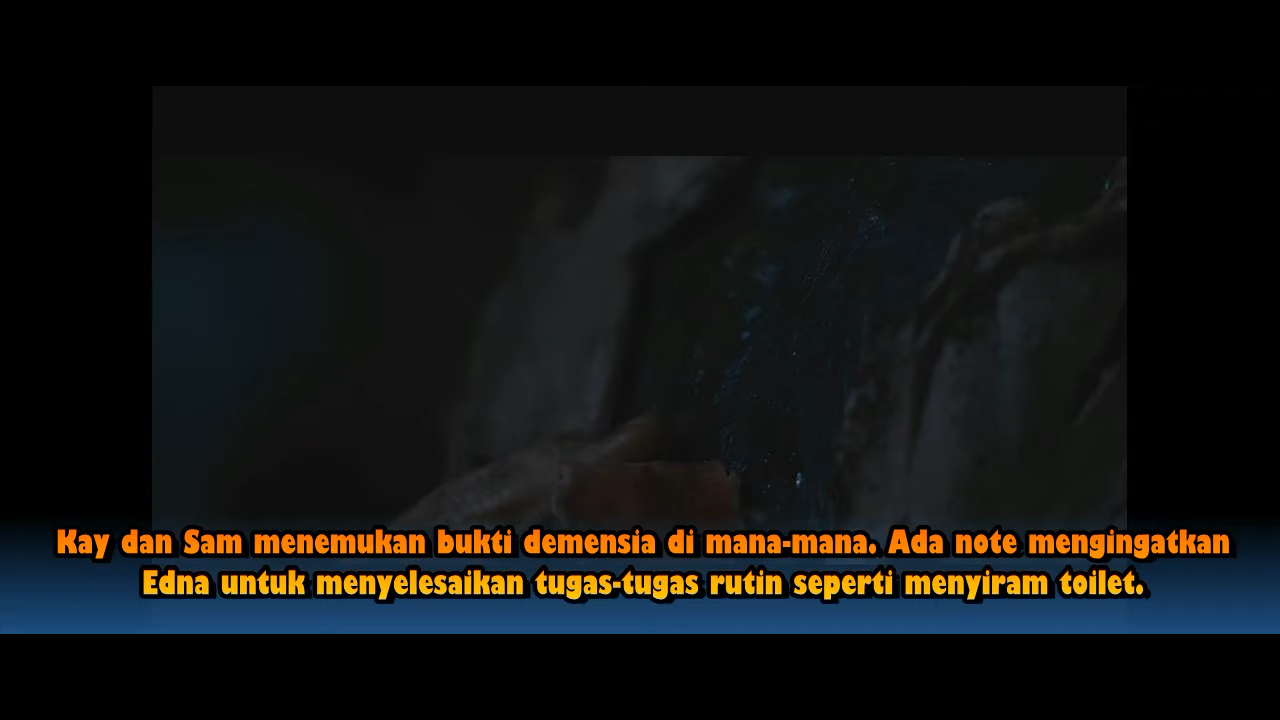 Kay dan Sam menemukan bukti demensia di mana-mana. Ada note mengingatkan
Edna untuk menyelesaikan tugas-tugas rutin seperti menyiram toilet.